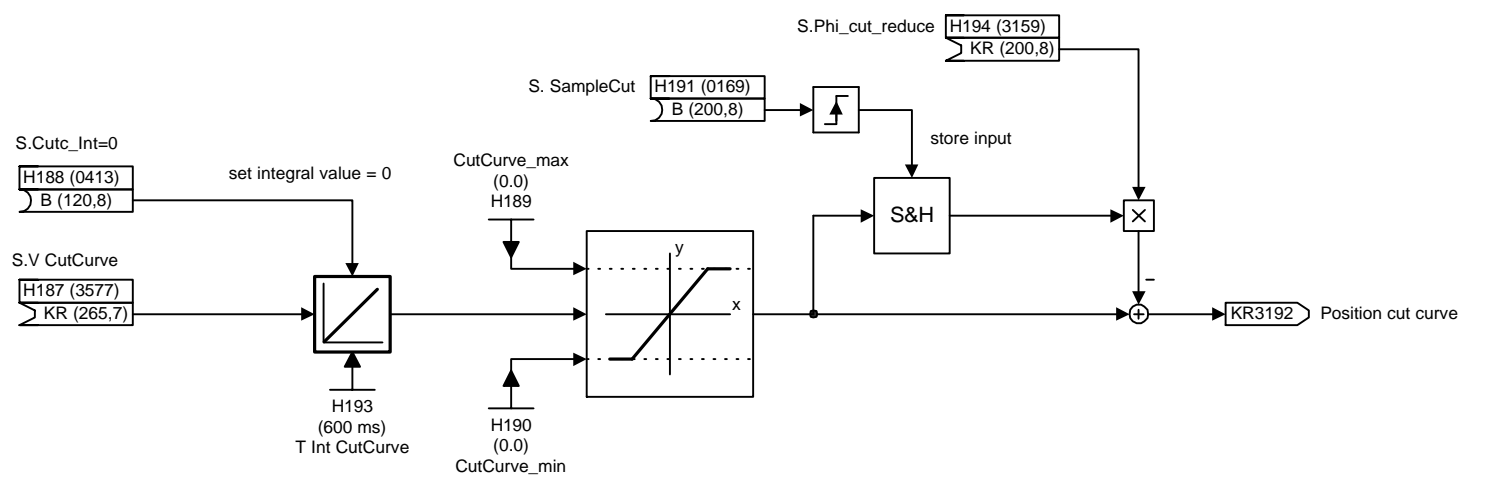 S.Phi_cut_reduce
H194 (3159)
KR (200,8)
S. SampleCut
H191 (0169)
B (200,8)
store input
S.Cutc_Int=0
H188 (0413)
B (120,8)
set integral value = 0
CutCurve_max
(0.0)
H189
S&H
×
S.V CutCurve
H187 (3577)
KR (265,7)
y
x
–
+
KR3192
Position cut curve
H193
(600 ms)
T Int CutCurve
H190
(0.0)
CutCurve_min